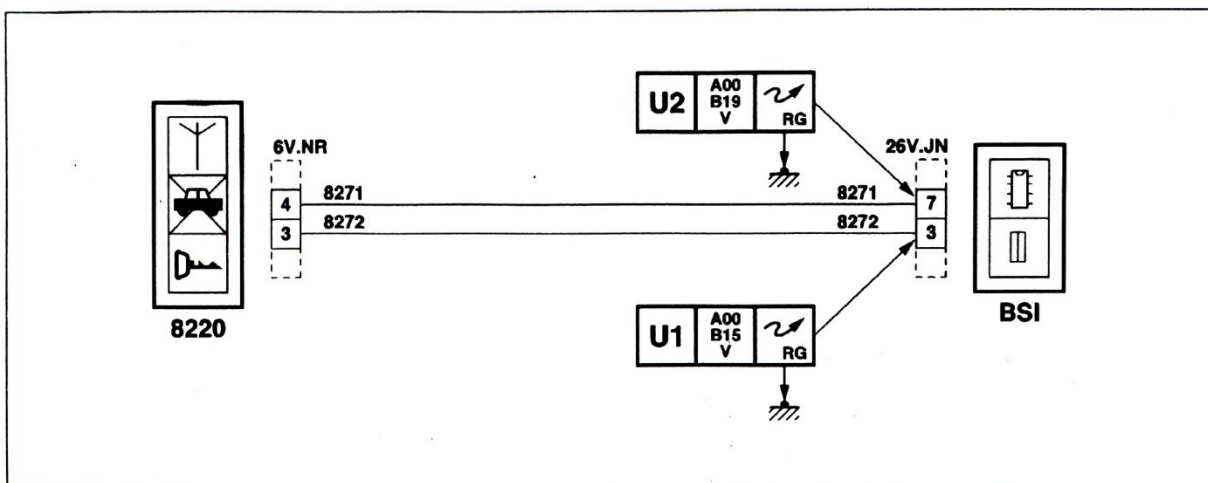 U2
A00
B19
V
RG
6V.NR
26V.JN
4
8271
8271
7
3
8272
8272
3
8220
BSI
U1
A00
B15
V
RG